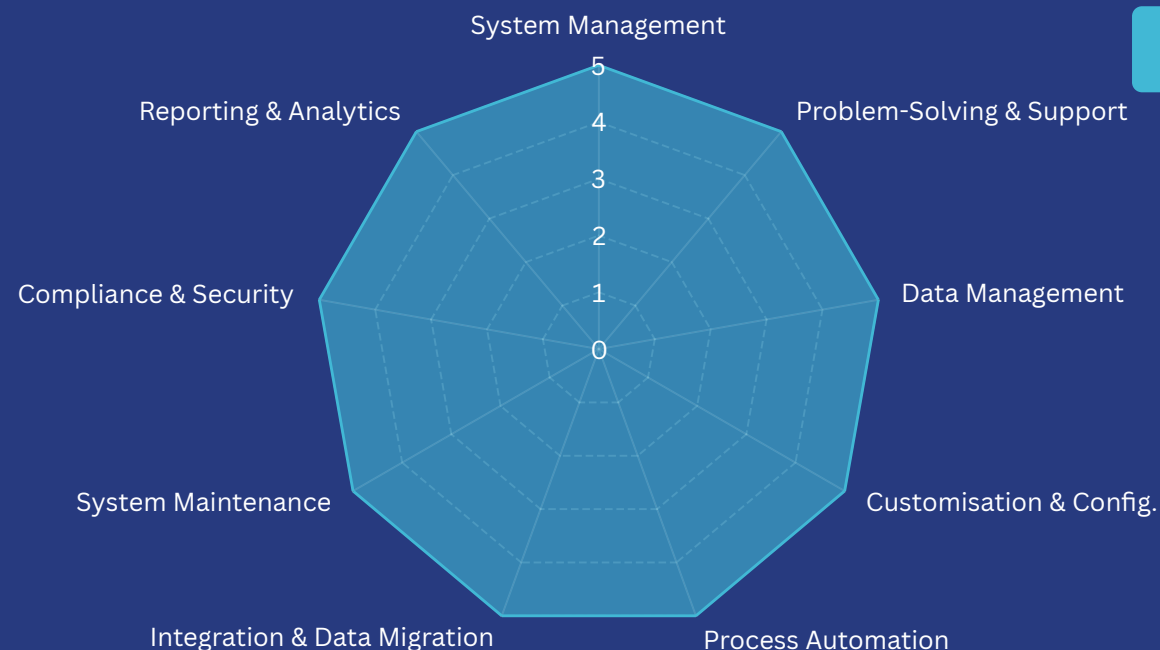 System Management
5
Reporting & Analytics
Problem-Solving & Support
4
3
2
Compliance & Security
1
Data Management
0
System Maintenance
Customisation & Config.
Integration & Data Migration
Process Automation